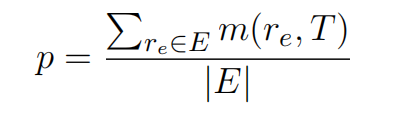 p = \frac{\sum_{r_e \in E} m(r_e, T)}{|E|}